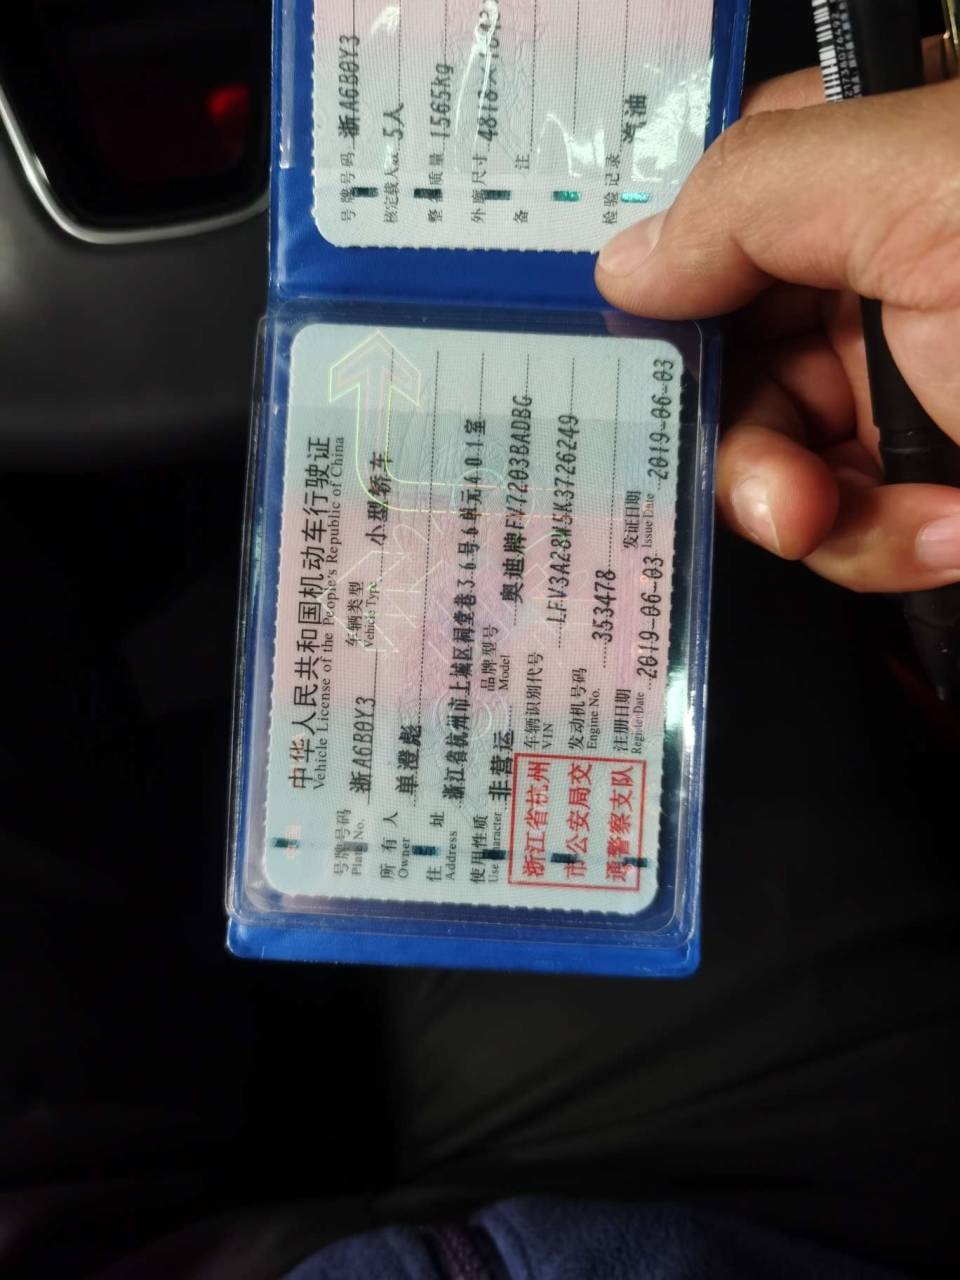 中华人民共和国机动车行驶证
Vehicle License of the People's Republic of China
号牌号码 浙A6B0Y3 车辆类型 小型轿车
Plate No. Vehicle Type
所有人 单澄彪
Owner
住址 浙江省杭州市上城区祠堂巷36号6单元401室
Address
使用性质 非营运 品牌型号 奥迪牌FV7203BADBG
Use Character Model
浙江省杭州
市公安局交
通警察支队
车辆识别代号 LFV3A28W5K3726249
VIN
发动机号码 353478
Engine No.
注册日期 2019-06-03 发证日期 2019-06-03
Register Date Issue Date
号牌号码 浙A6B0Y3
核定载人数 5人
整备质量 1565kg
外廓尺寸 4818×1843
备注
检验记录 汽油